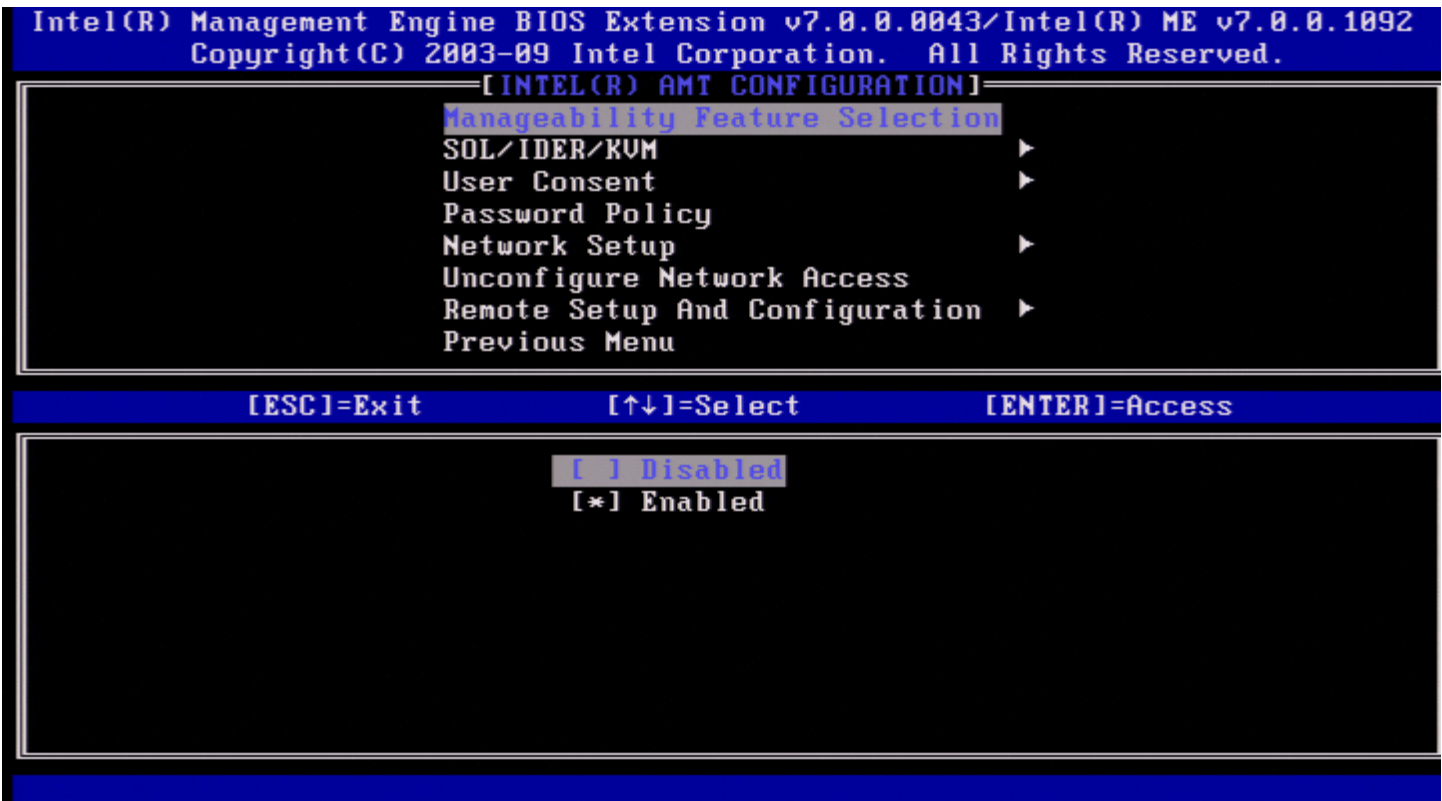 Intel(R) Management Engine BIOS Extension v7.0.0.0043/Intel(R) ME v7.0.0.1092
Copyright(C) 2003-09 Intel Corporation.  All Rights Reserved.
[INTEL(R) AMT CONFIGURATION]
Manageability Feature Selection
SOL/IDER/KVM ►
User Consent ►
Password Policy
Network Setup ►
Unconfigure Network Access
Remote Setup And Configuration ►
Previous Menu
[ESC]=Exit [↑↓]=Select [ENTER]=Access
[ ] Disabled
[*] Enabled